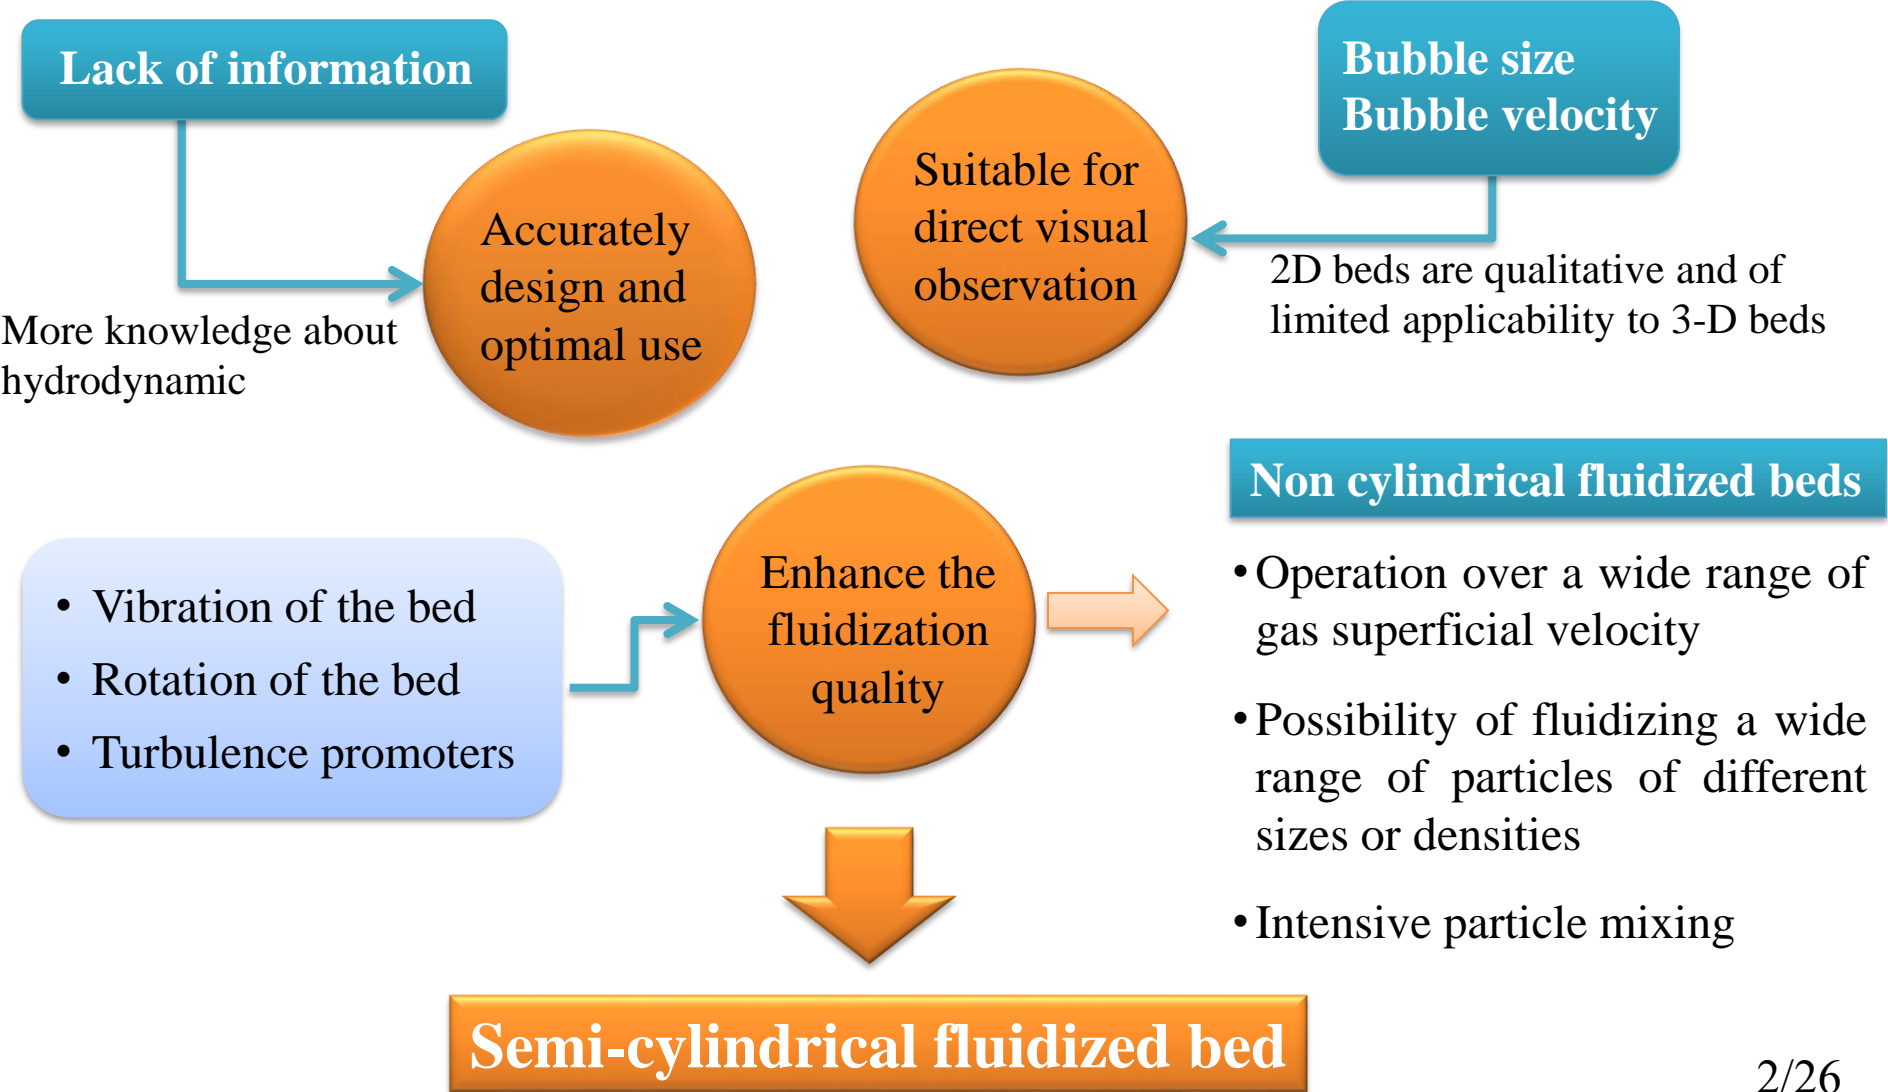 Lack of information
Accurately
design and
optimal use
More knowledge about
hydrodynamic
Suitable for
direct visual
observation
Bubble size
Bubble velocity
2D beds are qualitative and of
limited applicability to 3-D beds
• Vibration of the bed
• Rotation of the bed
• Turbulence promoters
Enhance the
fluidization
quality
Non cylindrical fluidized beds
• Operation over a wide range of
gas superficial velocity
• Possibility of fluidizing a wide
range of particles of different
sizes or densities
• Intensive particle mixing
Semi-cylindrical fluidized bed
2/26